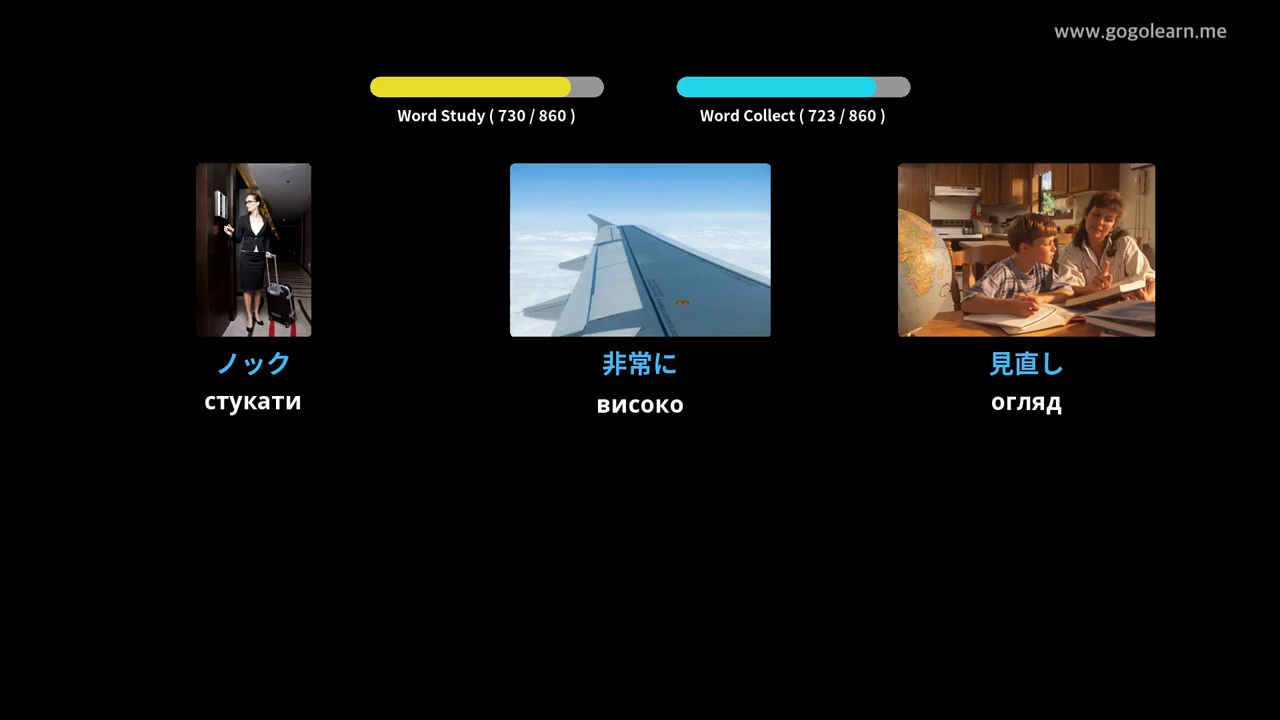 www.gogolearn.me
Word Study ( 730 / 860 )
Word Collect ( 723 / 860 )
ノック
非常に
見直し
стукати
високо
огляд